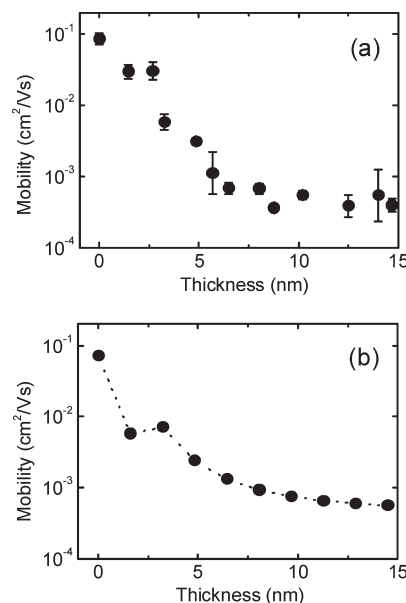 (a)
Mobility (cm²/Vs)
10⁻¹
10⁻²
10⁻³
10⁻⁴
0 5 10 15
Thickness (nm)
(b)
Mobility (cm²/Vs)
10⁻¹
10⁻²
10⁻³
10⁻⁴
0 5 10 15
Thickness (nm)